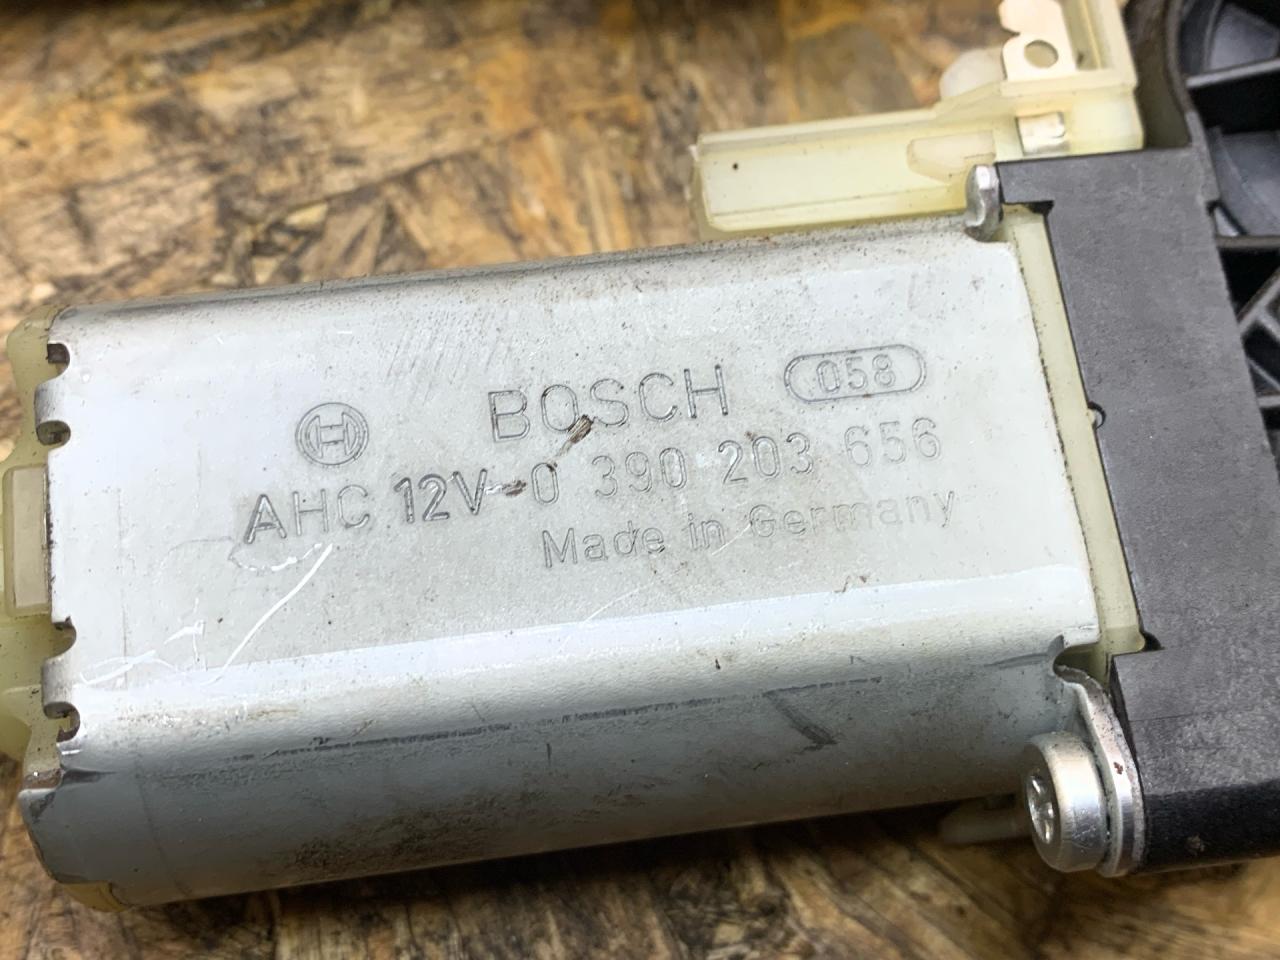 BOSCH 058
AHC 12V 0 390 203 656
Made in Germany